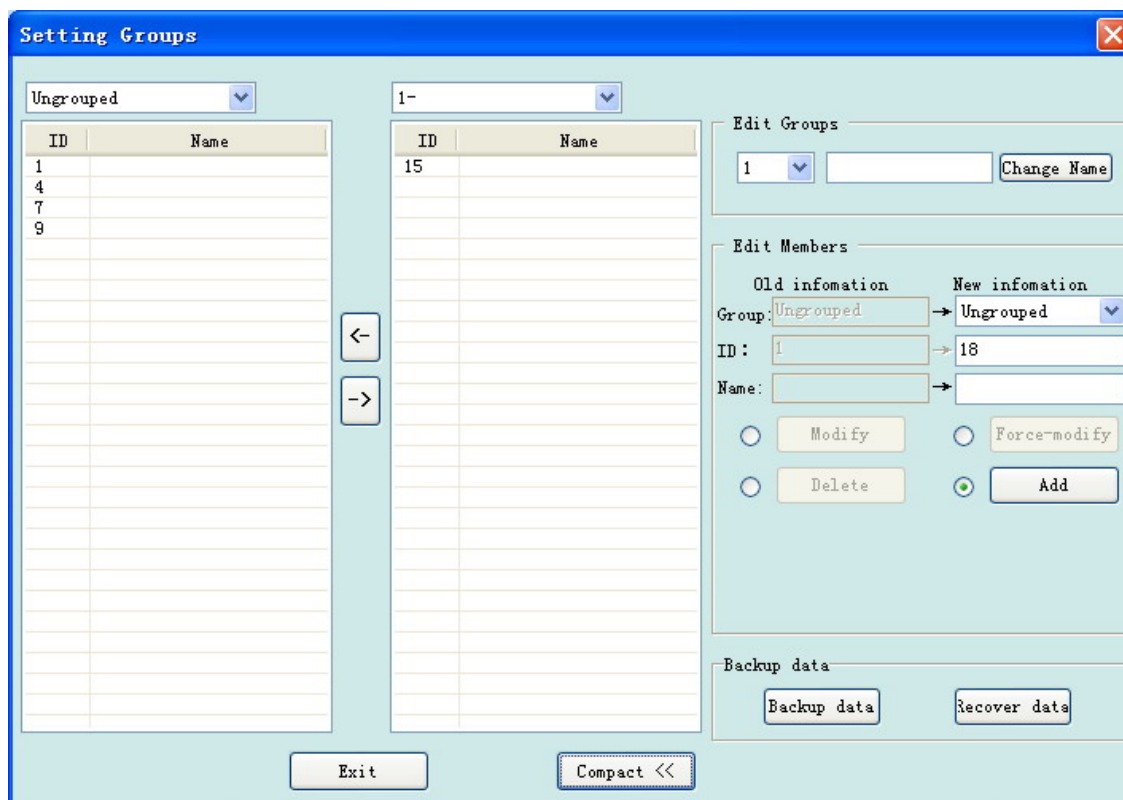 Setting Groups
Ungrouped
ID Name
1
4
7
9
<-
->
1-
ID Name
15
Edit Groups
1 Change Name
Edit Members
Old infomation New infomation
Group: Ungrouped → Ungrouped
ID: 1 → 18
Name: →
Modify Force-modify
Delete Add
Backup data
Backup data Recover data
Exit Compact <<